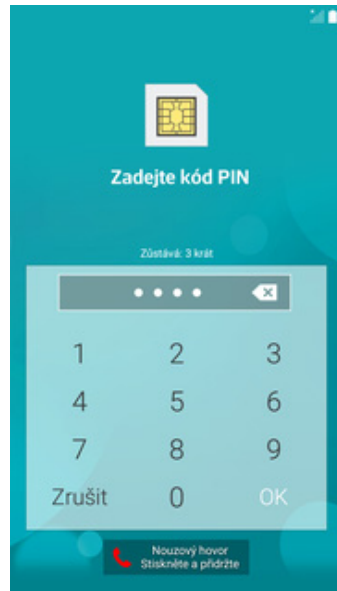 Zadejte kód PIN
Zůstává: 3 krát
1 2 3
4 5 6
7 8 9
Zrušit 0 OK
Nouzový hovor
Stiskněte a přidržte